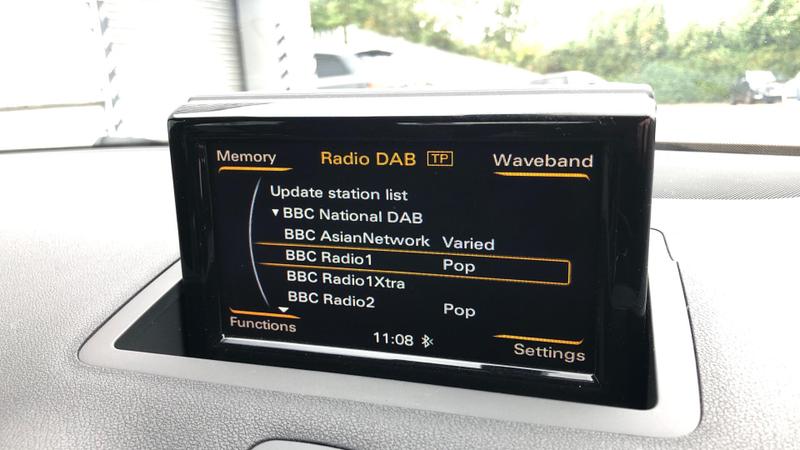 Memory Radio DAB TP Waveband
Update station list
▼BBC National DAB
BBC AsianNetwork Varied
BBC Radio1 Pop
BBC Radio1Xtra
BBC Radio2 Pop
Functions 11:08 Settings